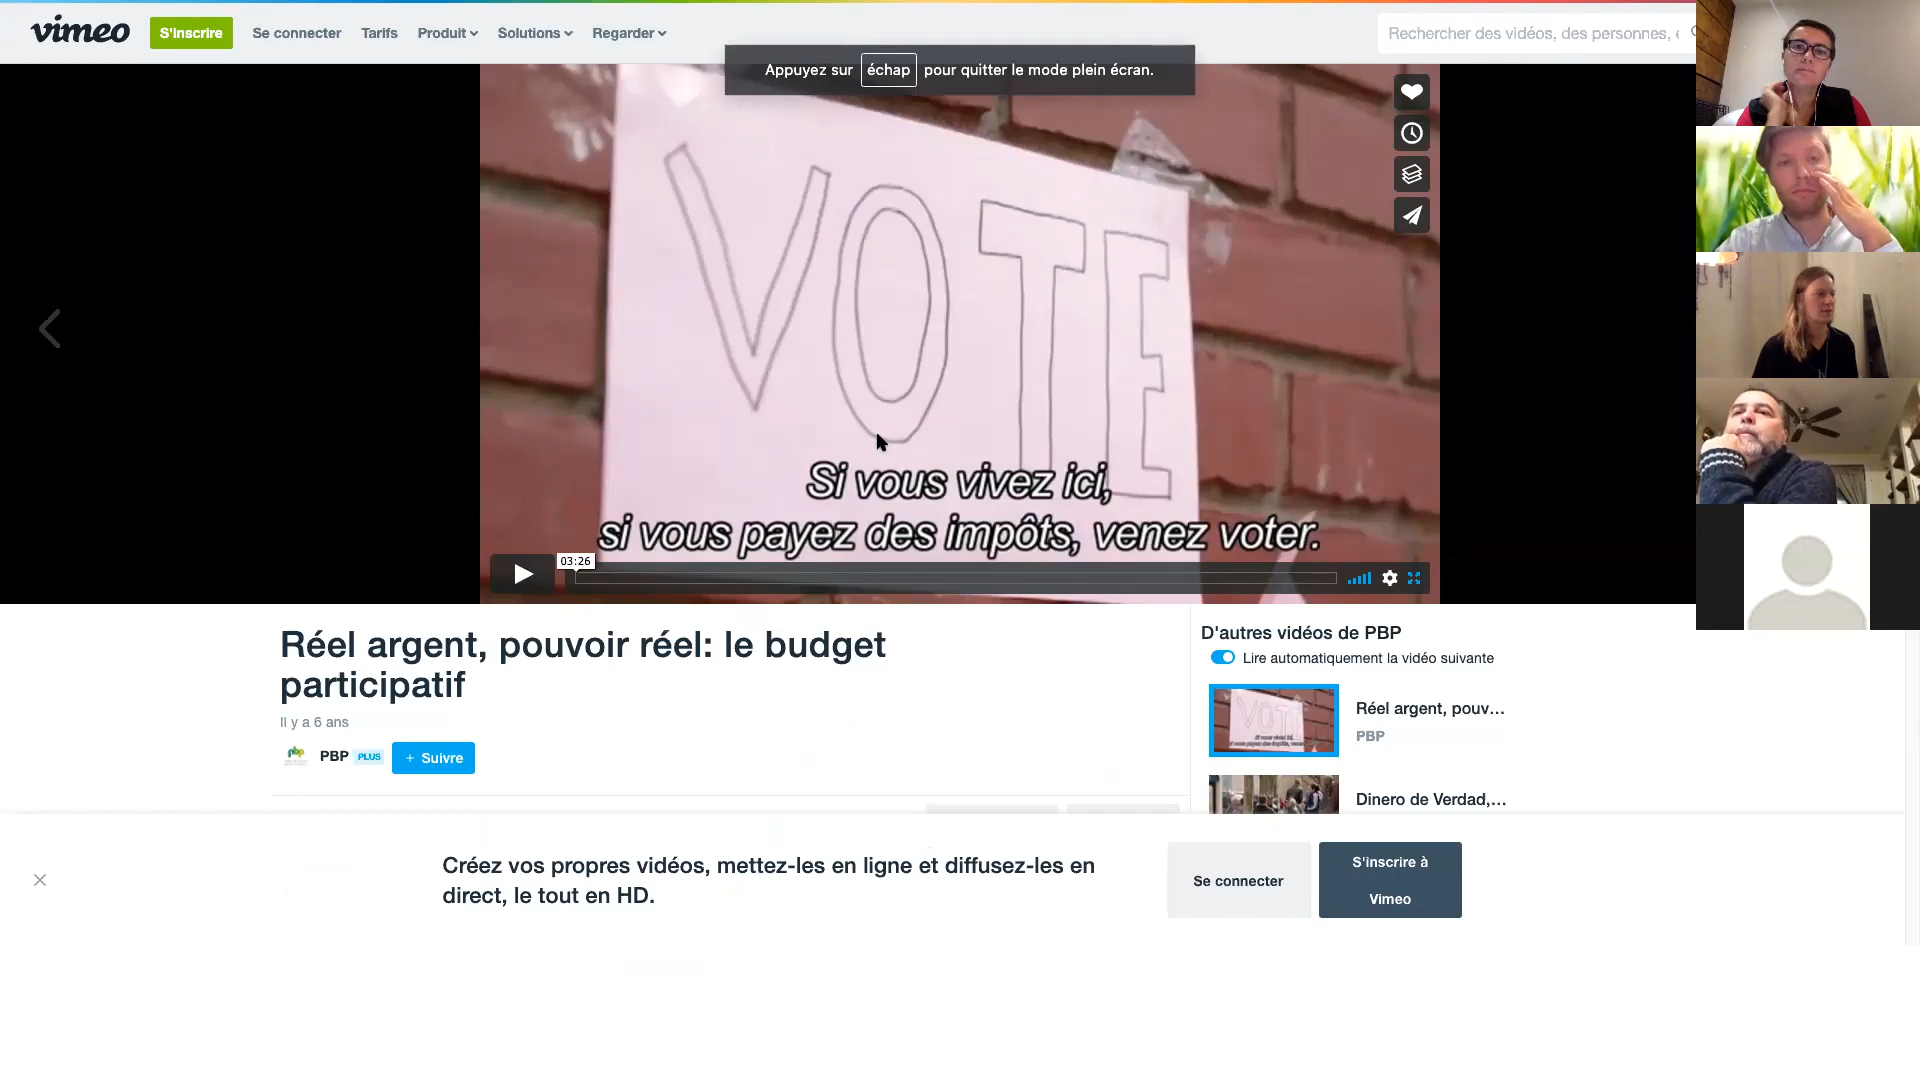 vimeo
S'inscrire
Se connecter
Tarifs
Produit
Solutions
Regarder
Rechercher des vidéos, des personnes,
Appuyez sur échap pour quitter le mode plein écran.
VOTE
Si vous vivez ici,
si vous payez des impôts, venez voter.
03:26
Réel argent, pouvoir réel: le budget
participatif
Il y a 6 ans
pbp
PBP PLUS
+ Suivre
D'autres vidéos de PBP
Lire automatiquement la vidéo suivante
VOTE
Réel argent, pouv...
PBP
Dinero de Verdad,...
Créez vos propres vidéos, mettez-les en ligne et diffusez-les en
direct, le tout en HD.
Se connecter
S'inscrire à
Vimeo